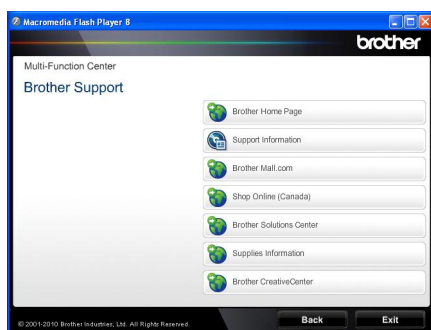 Macromedia Flash Player 8
brother
Multi-Function Center
Brother Support
Brother Home Page
Support Information
Brother Mall.com
Shop Online (Canada)
Brother Solutions Center
Supplies Information
Brother CreativeCenter
© 2001-2010 Brother Industries, Ltd. All Rights Reserved.
Back
Exit